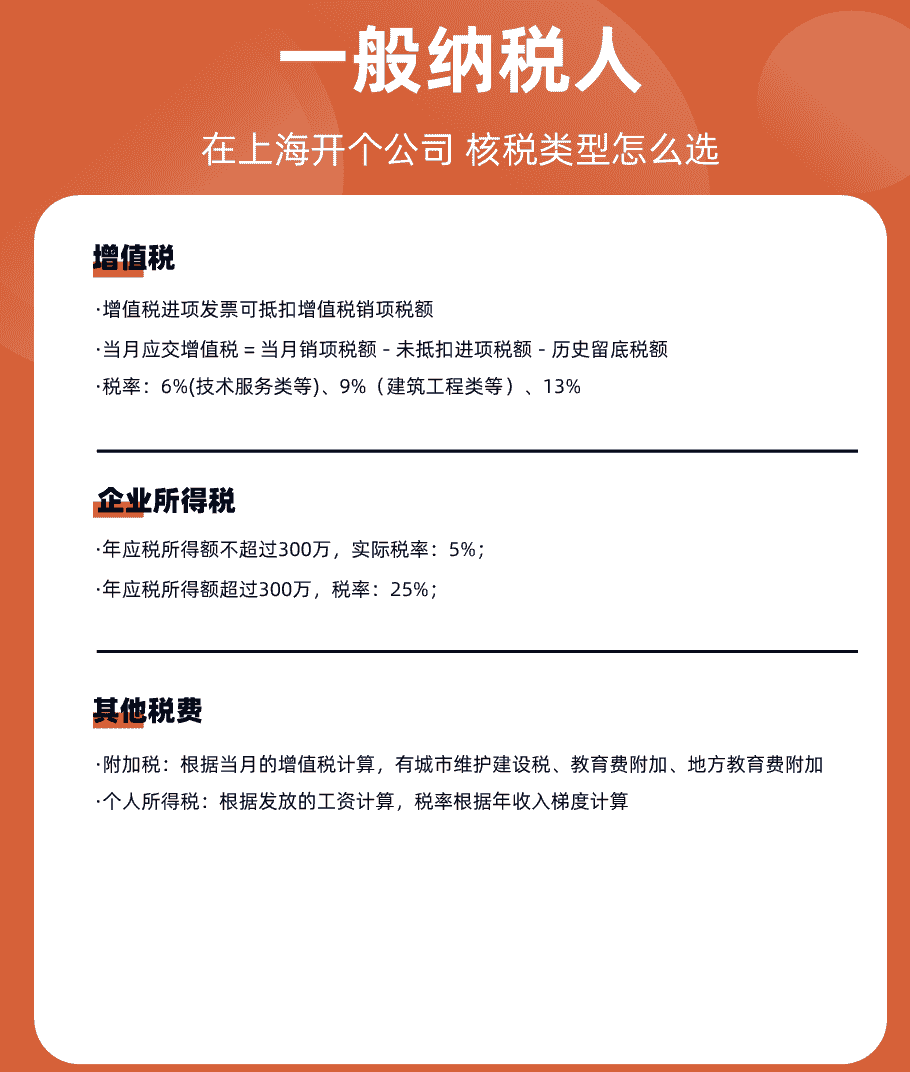 一般纳税人
在上海开个公司 核税类型怎么选
增值税
·增值税进项发票可抵扣增值税销项税额
·当月应交增值税 = 当月销项税额 - 未抵扣进项税额 - 历史留底税额
·税率：6%(技术服务类等)、9%（建筑工程类等）、13%
企业所得税
·年应税所得额不超过300万，实际税率：5%；
·年应税所得额超过300万，税率：25%；
其他税费
·附加税：根据当月的增值税计算，有城市维护建设税、教育费附加、地方教育费附加
·个人所得税：根据发放的工资计算，税率根据年收入梯度计算